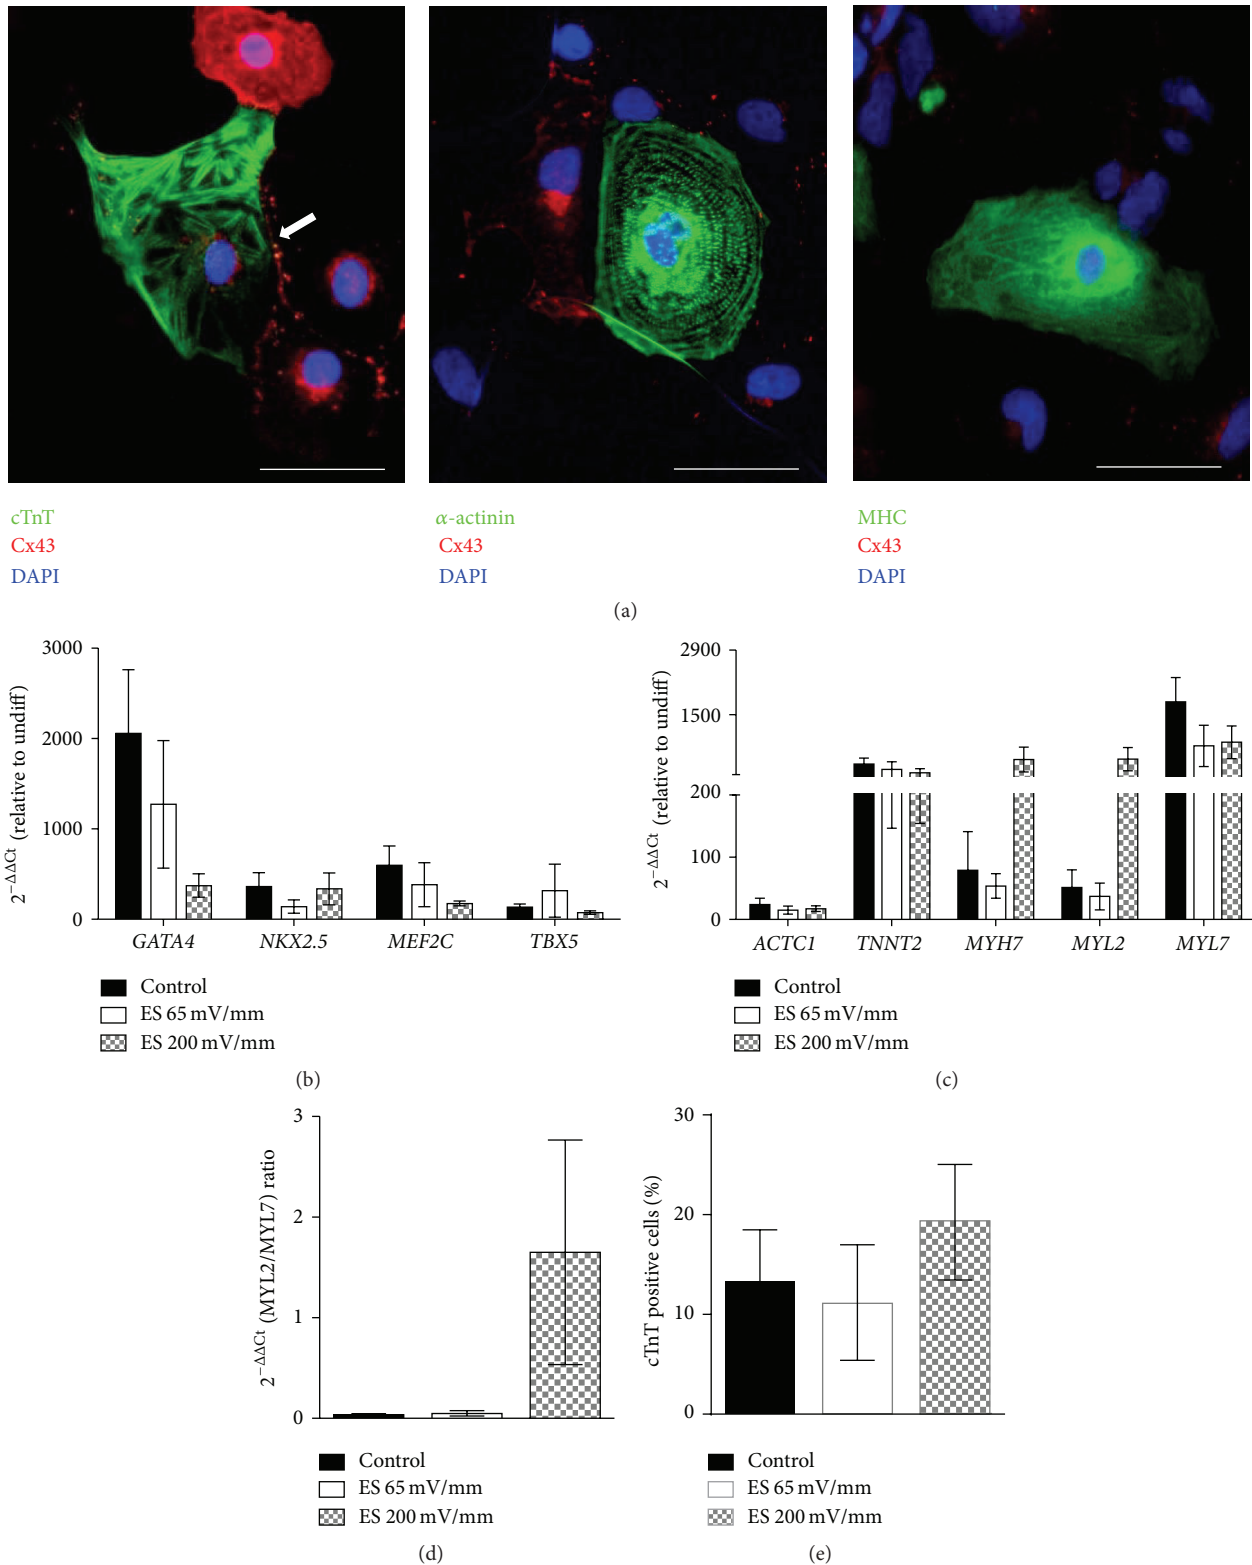 cTnT
Cx43
DAPI
α-actinin
Cx43
DAPI
MHC
Cx43
DAPI
(a)
2^−ΔΔCt (relative to undiff)
3000
2000
1000
0
GATA4 NKX2.5 MEF2C TBX5
Control
ES 65 mV/mm
ES 200 mV/mm
(b)
2^−ΔΔCt (relative to undiff)
2900
1500
200
100
0
ACTC1 TNNT2 MYH7 MYL2 MYL7
Control
ES 65 mV/mm
ES 200 mV/mm
(c)
2^−ΔΔCt (MYL2/MYL7) ratio
3
2
1
0
Control
ES 65 mV/mm
ES 200 mV/mm
(d)
cTnT positive cells (%)
30
20
10
0
Control
ES 65 mV/mm
ES 200 mV/mm
(e)